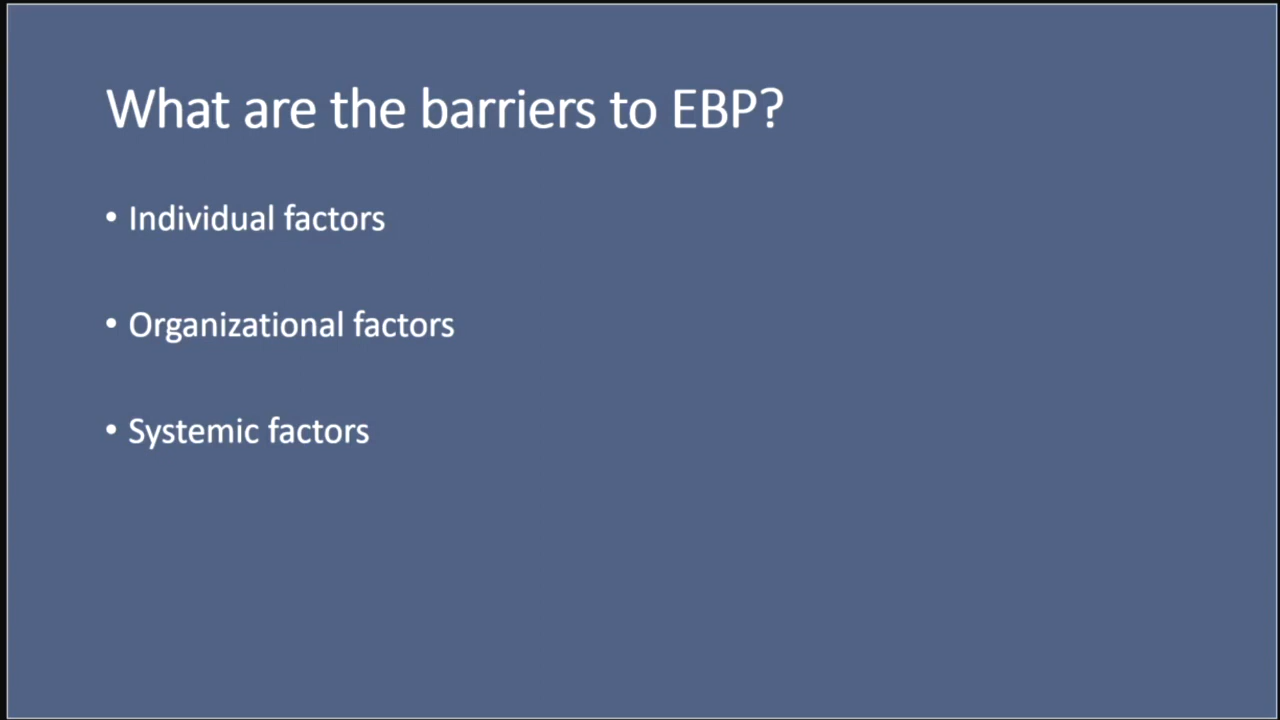 What are the barriers to EBP?
• Individual factors
• Organizational factors
• Systemic factors